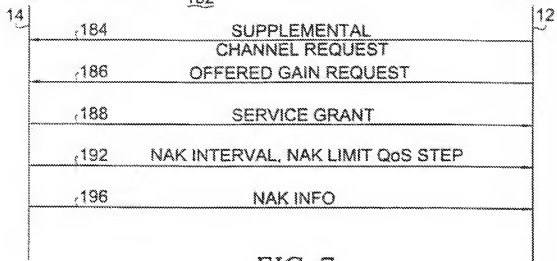 182
14
12
184 SUPPLEMENTAL
CHANNEL REQUEST
186 OFFERED GAIN REQUEST
188 SERVICE GRANT
192 NAK INTERVAL, NAK LIMIT QoS STEP
196 NAK INFO